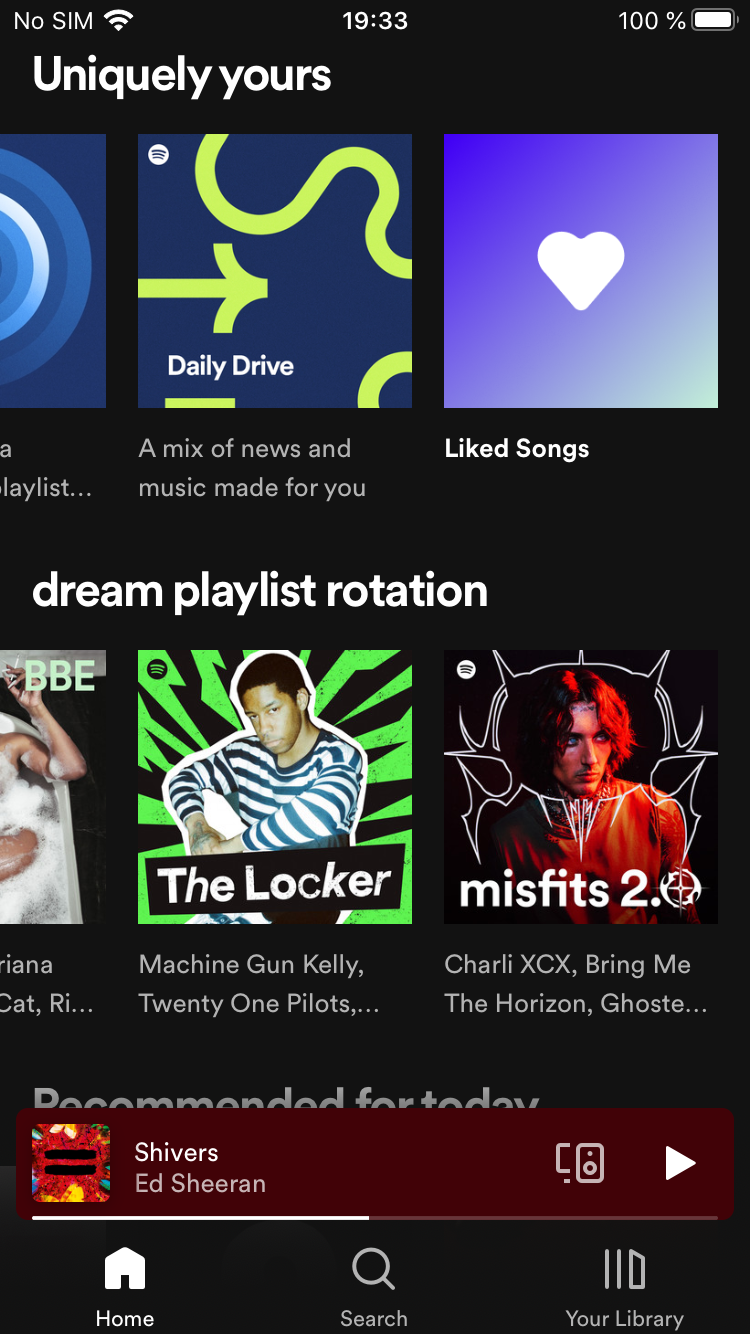 No SIM 19:33 100 %
Uniquely yours
Daily Drive
a
A mix of news and
Liked Songs
playlist...
music made for you
dream playlist rotation
BBE
The Locker
misfits 2.0
riana
Machine Gun Kelly,
Charli XCX, Bring Me
Cat, Ri...
Twenty One Pilots,...
The Horizon, Ghoste...
Recommended for today
Shivers
Ed Sheeran
Home
Search
Your Library